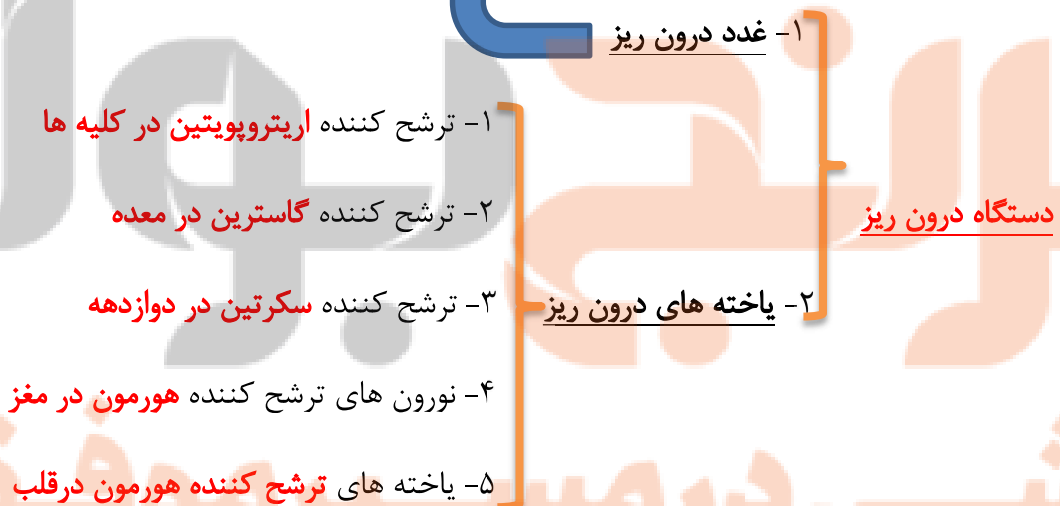 ۱- غدد درون ریز
۱- ترشح کننده اریتروپویتین در کلیه ها
۲- ترشح کننده گاسترین در معده
دستگاه درون ریز
۲- یاخته های درون ریز
۳- ترشح کننده سکرتین در دوازدهه
۴- نورون های ترشح کننده هورمون در مغز
۵- یاخته های ترشح کننده هورمون درقلب